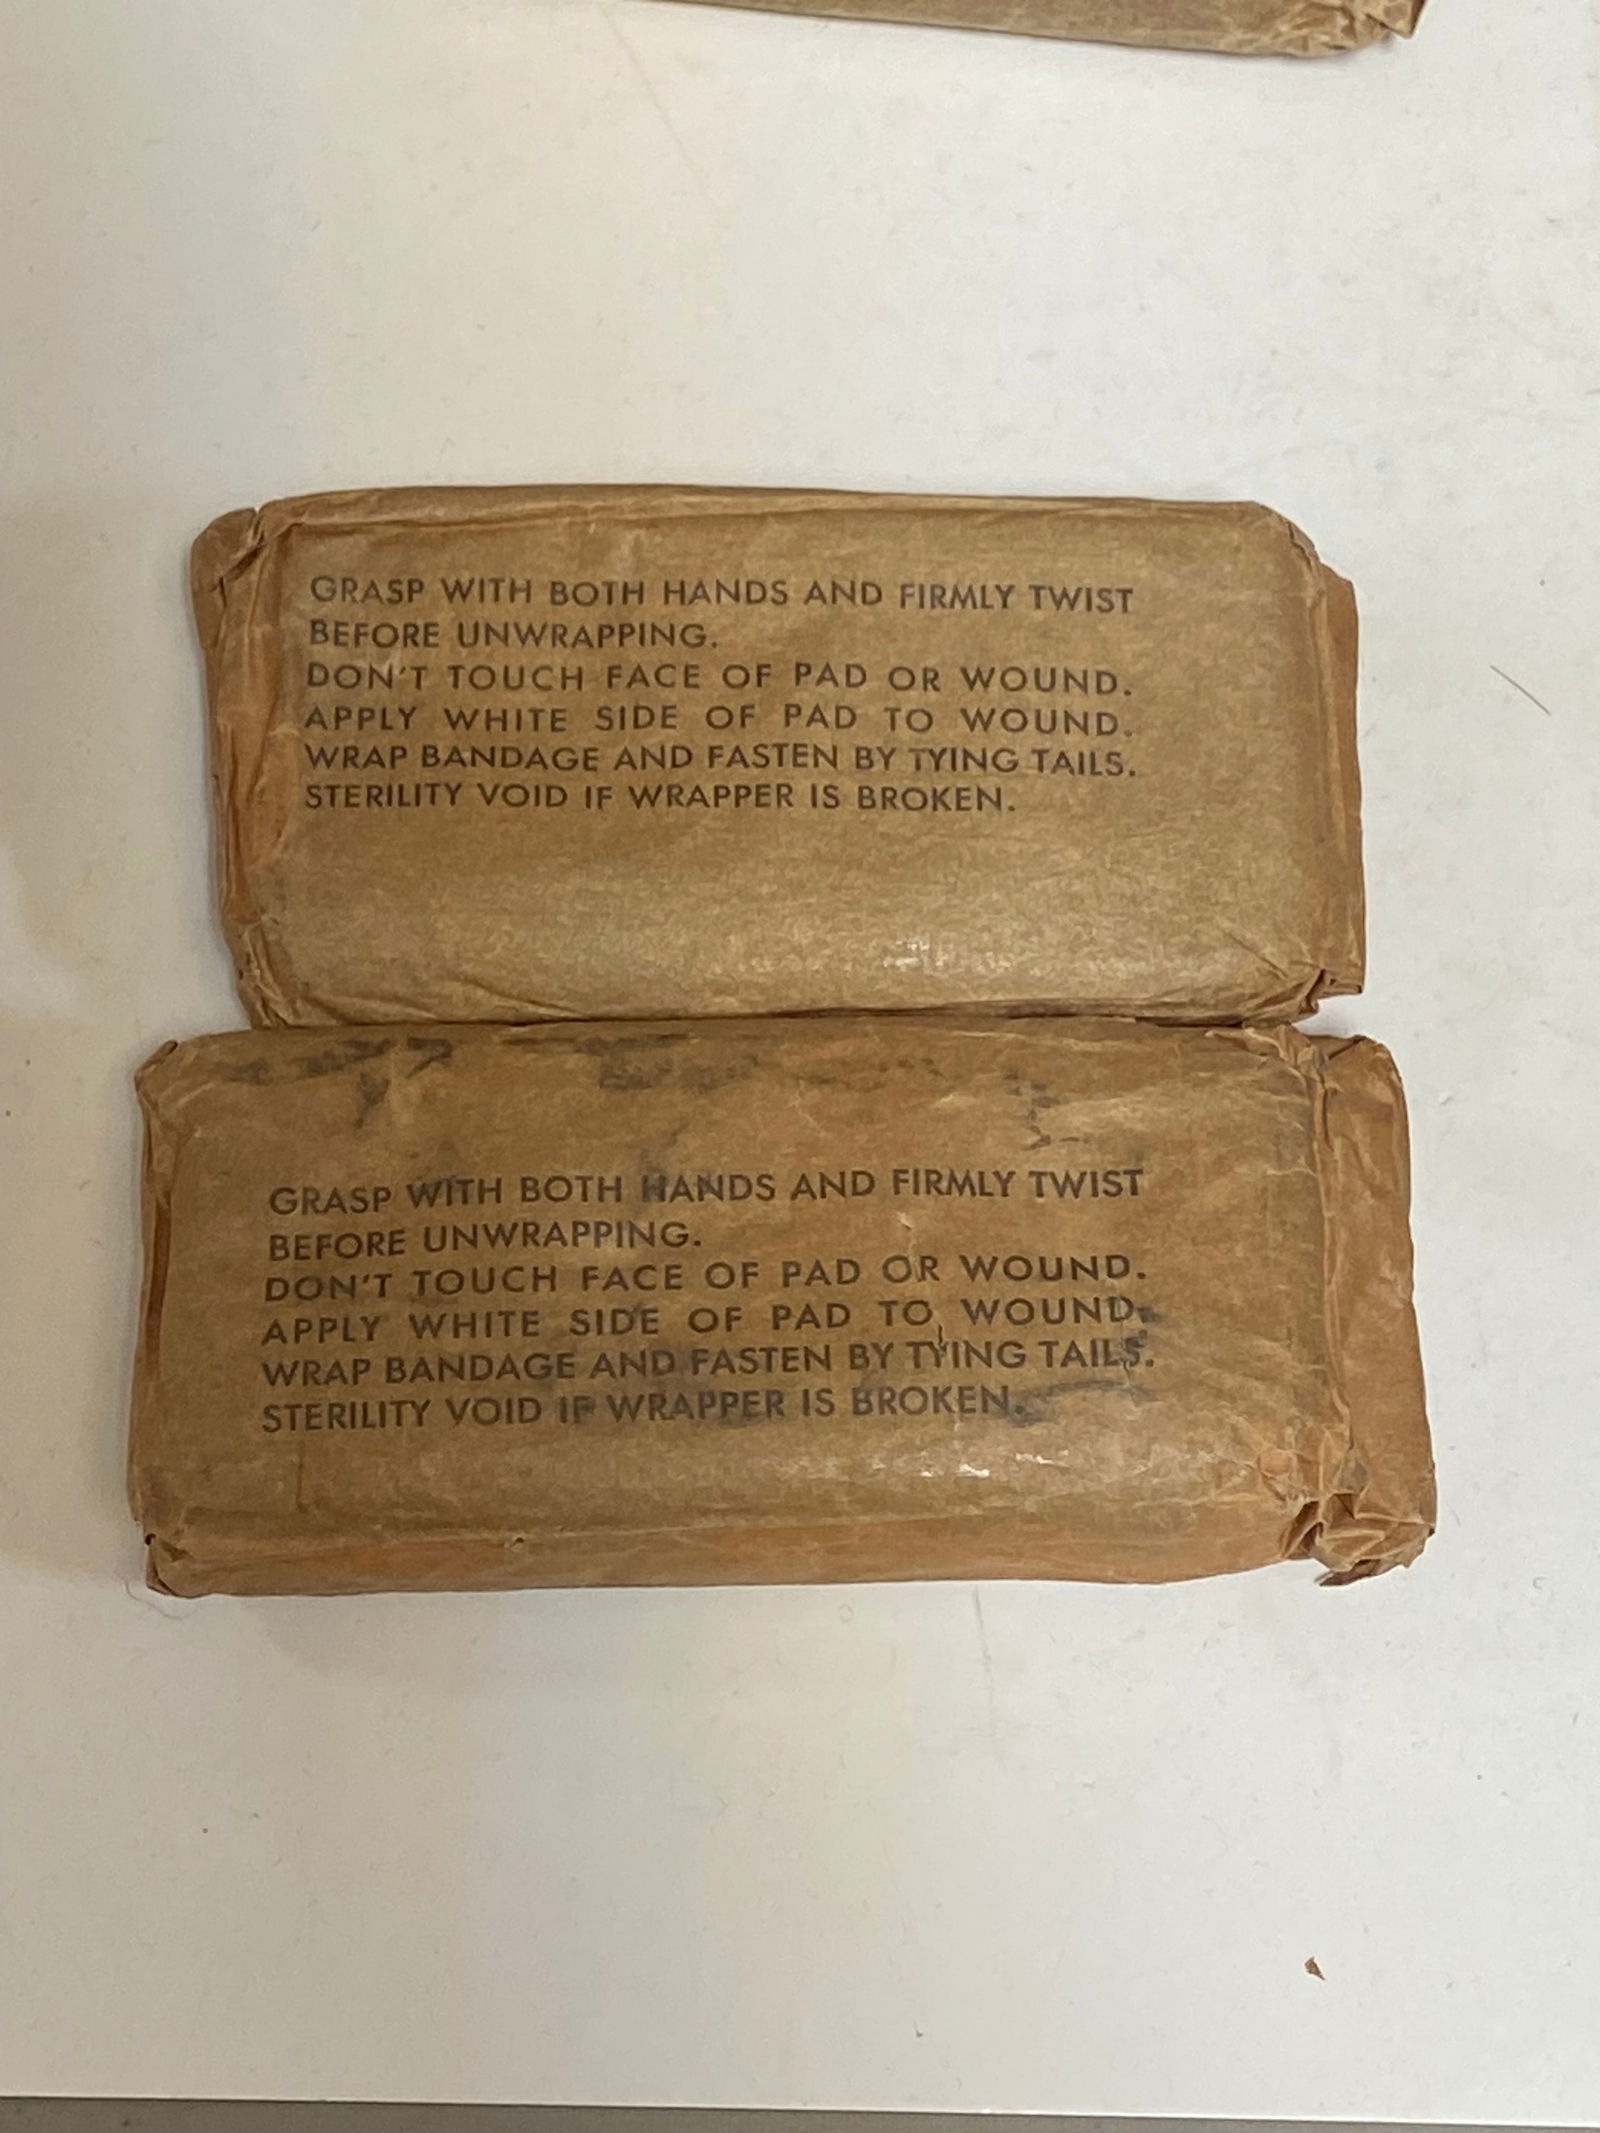 GRASP WITH BOTH HANDS AND FIRMLY TWIST
BEFORE UNWRAPPING.
DON'T TOUCH FACE OF PAD OR WOUND.
APPLY WHITE SIDE OF PAD TO WOUND.
WRAP BANDAGE AND FASTEN BY TYING TAILS.
STERILITY VOID IF WRAPPER IS BROKEN.
GRASP WITH BOTH HANDS AND FIRMLY TWIST
BEFORE UNWRAPPING.
DON'T TOUCH FACE OF PAD OR WOUND.
APPLY WHITE SIDE OF PAD TO WOUND.
WRAP BANDAGE AND FASTEN BY TYING TAILS.
STERILITY VOID IF WRAPPER IS BROKEN.